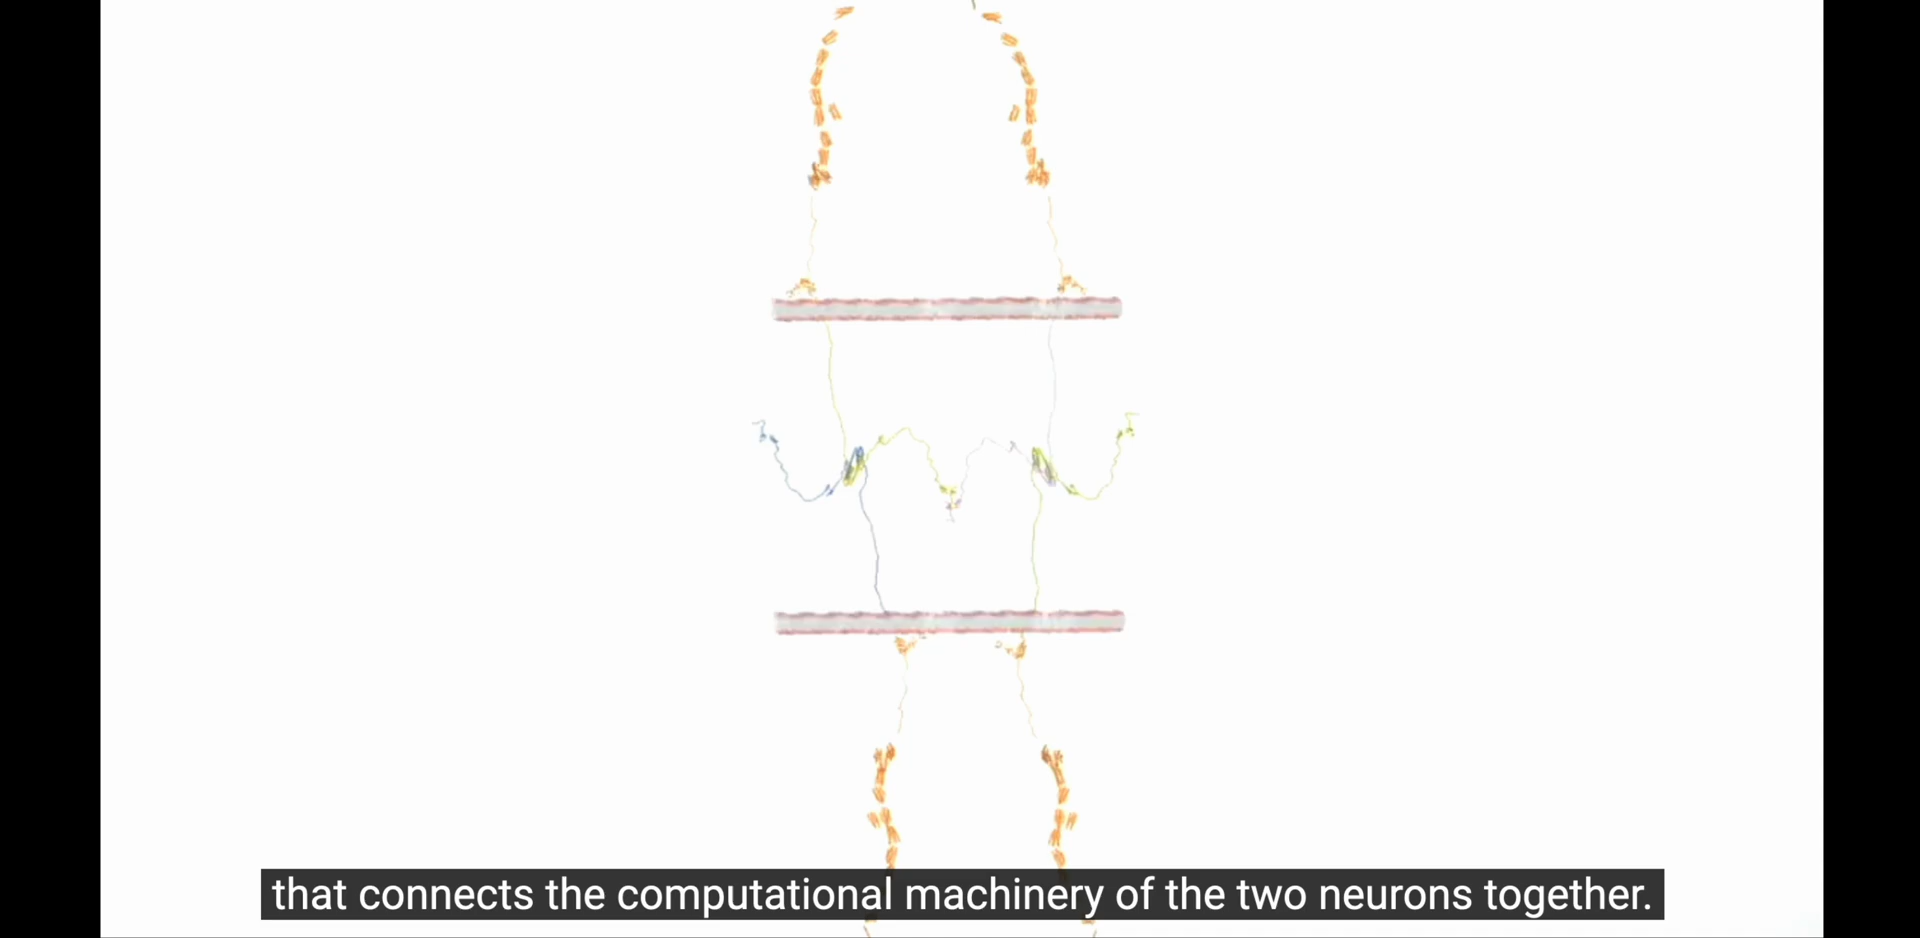 that connects the computational machinery of the two neurons together.